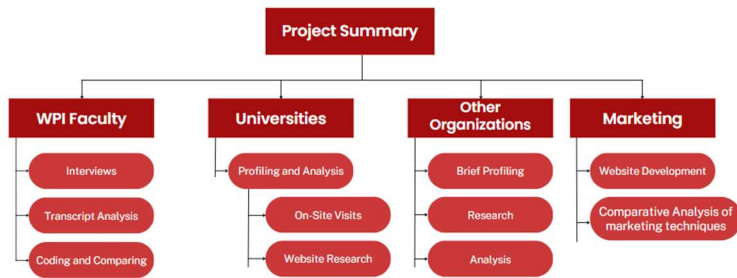 Project Summary
WPI Faculty
Interviews
Transcript Analysis
Coding and Comparing
Universities
Profiling and Analysis
On-Site Visits
Website Research
Other
Organizations
Brief Profiling
Research
Analysis
Marketing
Website Development
Comparative Analysis of
marketing techniques